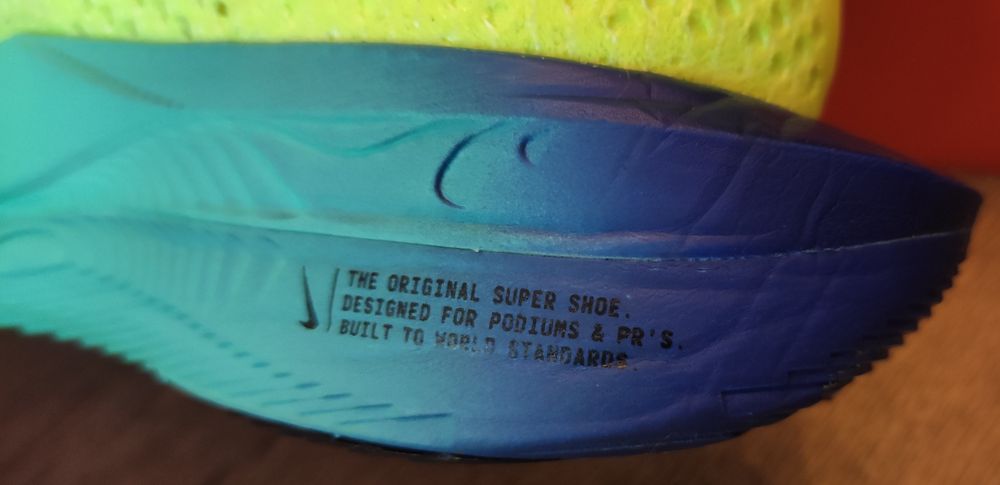 THE ORIGINAL SUPER SHOE.
DESIGNED FOR PODIUMS & PR'S.
BUILT TO WORLD STANDARDS.